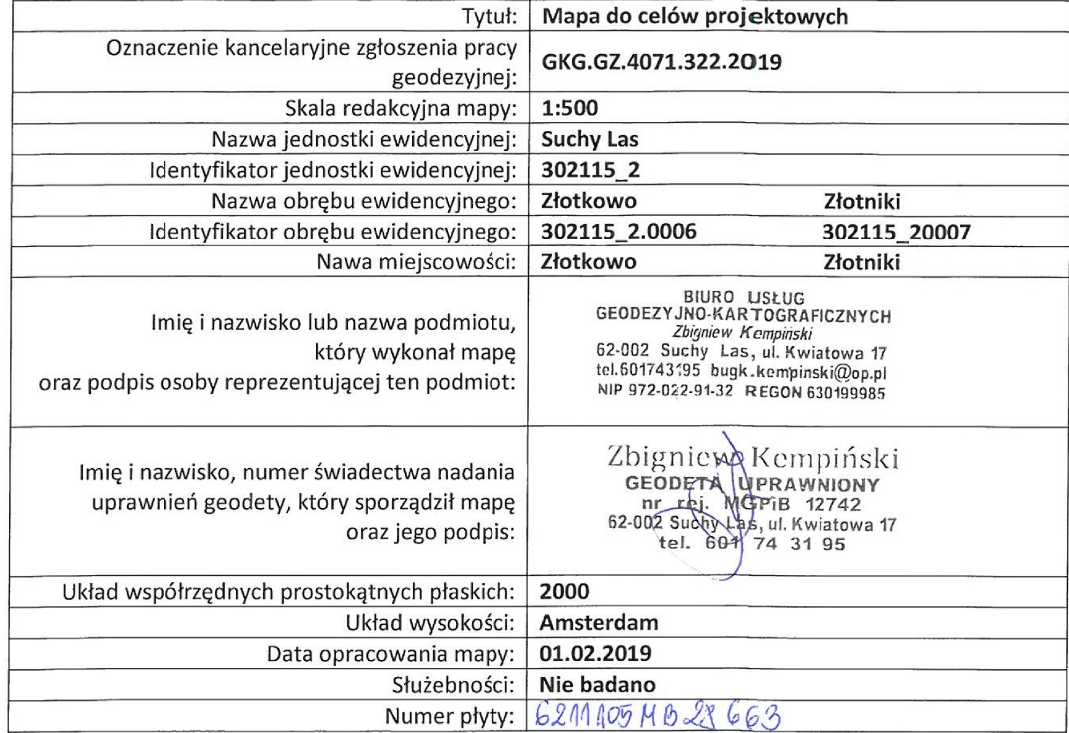 Tytuł: Mapa do celów projektowych
Oznaczenie kancelaryjne zgłoszenia pracy
geodezyjnej: GKG.GZ.4071.322.2019
Skala redakcyjna mapy: 1:500
Nazwa jednostki ewidencyjnej: Suchy Las
Identyfikator jednostki ewidencyjnej: 302115_2
Nazwa obrębu ewidencyjnego: Złotkowo Złotniki
Identyfikator obrębu ewidencyjnego: 302115_2.0006 302115_20007
Nawa miejscowości: Złotkowo Złotniki
Imię i nazwisko lub nazwa podmiotu,
który wykonał mapę
oraz podpis osoby reprezentującej ten podmiot:
BIURO USŁUG
GEODEZYJNO-KARTOGRAFICZNYCH
Zbigniew Kempiński
62-002 Suchy Las, ul. Kwiatowa 17
tel.601743195 bugk.kempinski@op.pl
NIP 972-022-91-32 REGON 630199985
Imię i nazwisko, numer świadectwa nadania
uprawnień geodety, który sporządził mapę
oraz jego podpis:
Zbigniew Kempiński
GEODETA UPRAWNIONY
nr rej. MGPiB 12742
62-002 Suchy Las, ul. Kwiatowa 17
tel. 601 74 31 95
Układ współrzędnych prostokątnych płaskich: 2000
Układ wysokości: Amsterdam
Data opracowania mapy: 01.02.2019
Służebności: Nie badano
Numer płyty: